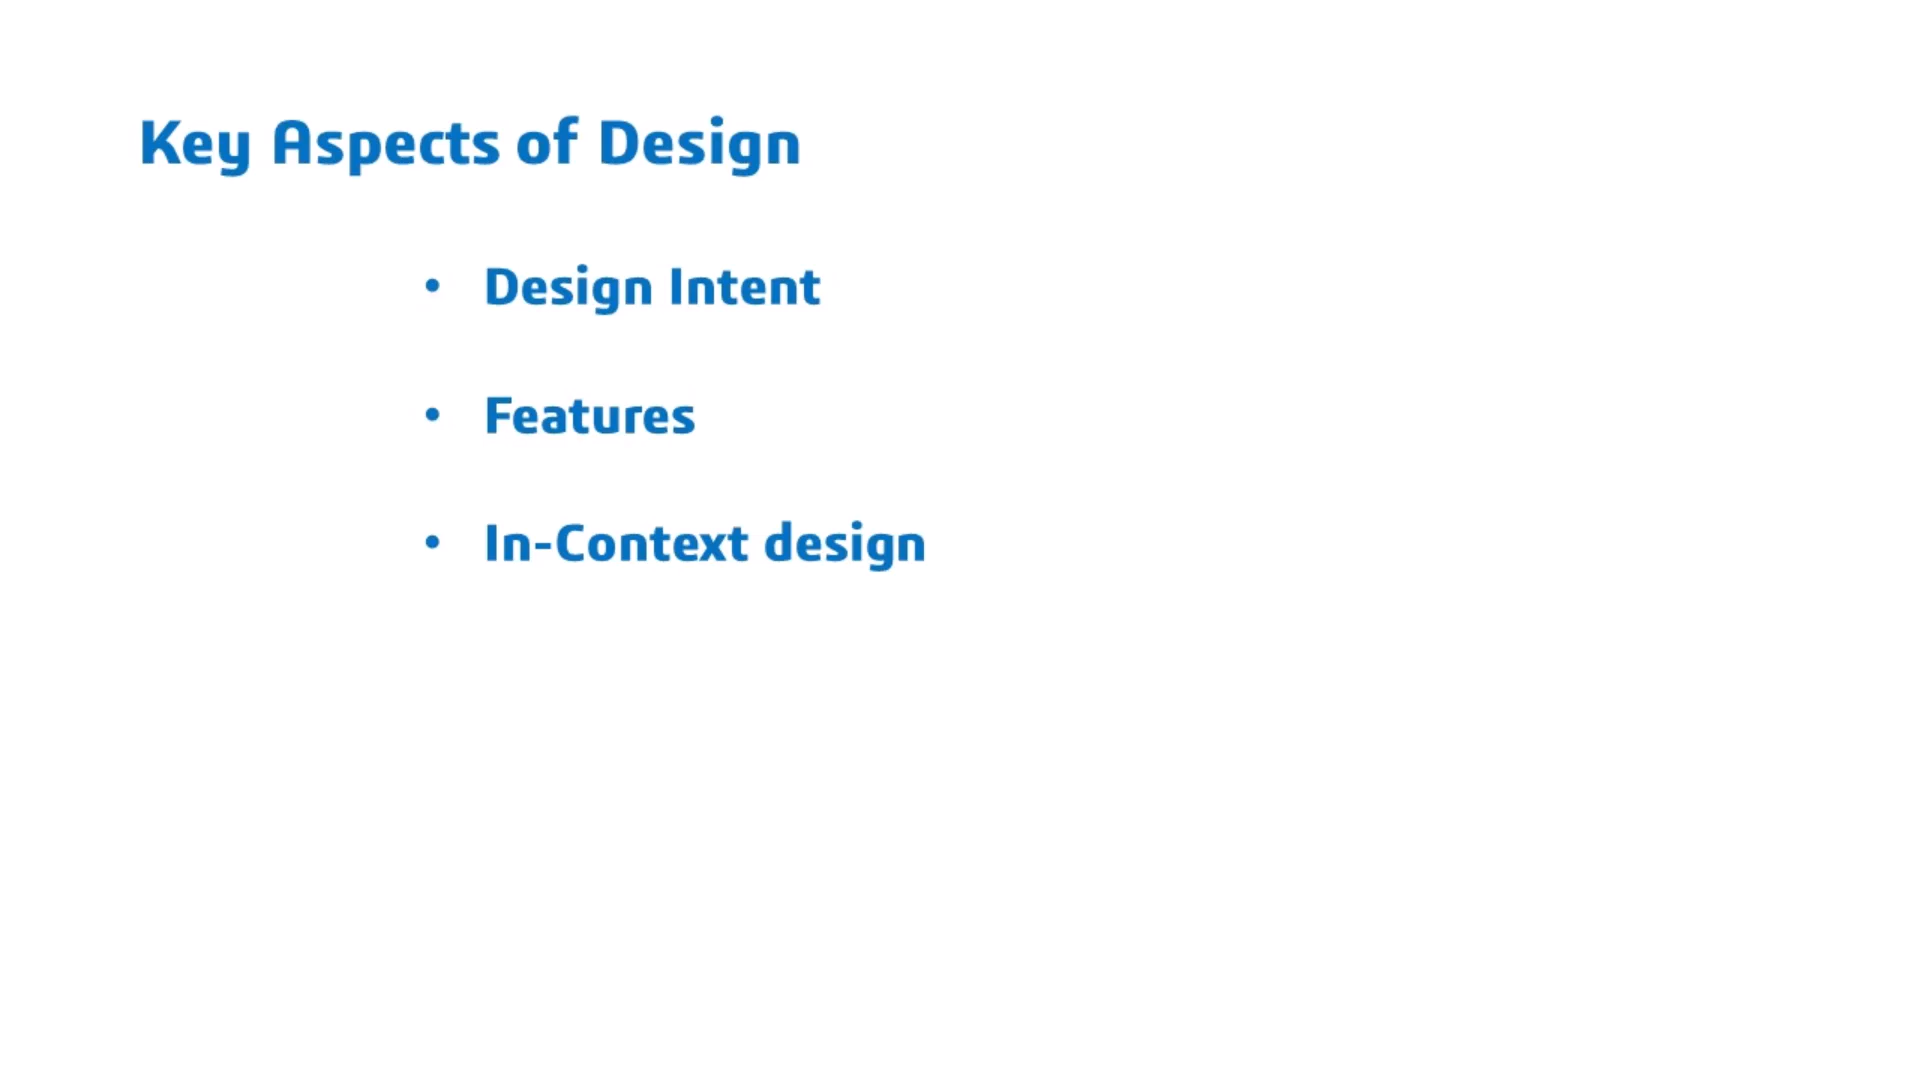 Key Aspects of Design
• Design Intent
• Features
• In-Context design